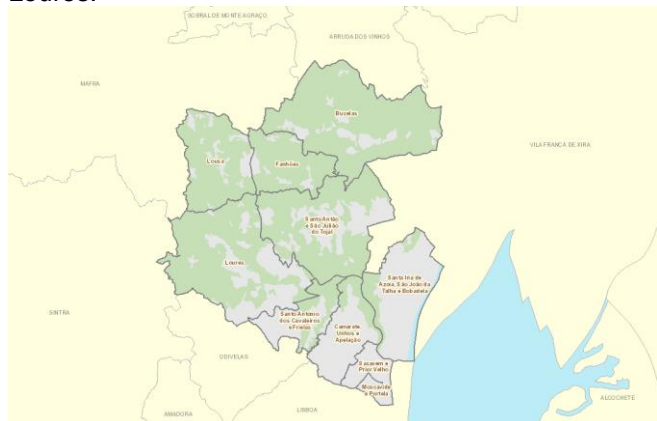 Loures.
SOBRAL DE MONTE AGRAÇO
ARRUDA DOS VINHOS
MAFRA
Bucelas
VILA FRANCA DE XIRA
Lousa
Fanhões
Santo Antão
e São Julião
do Tojal
Loures
Santa Iria de
Azoia, São João da
Talha e Bobadela
SINTRA
Santo António
dos Cavaleiros
e Frielas
Camarate,
Unhos e
Apelação
ODIVELAS
Sacavém e
Prior Velho
Moscavide
e Portela
ALCOCHETE
AMADORA
LISBOA